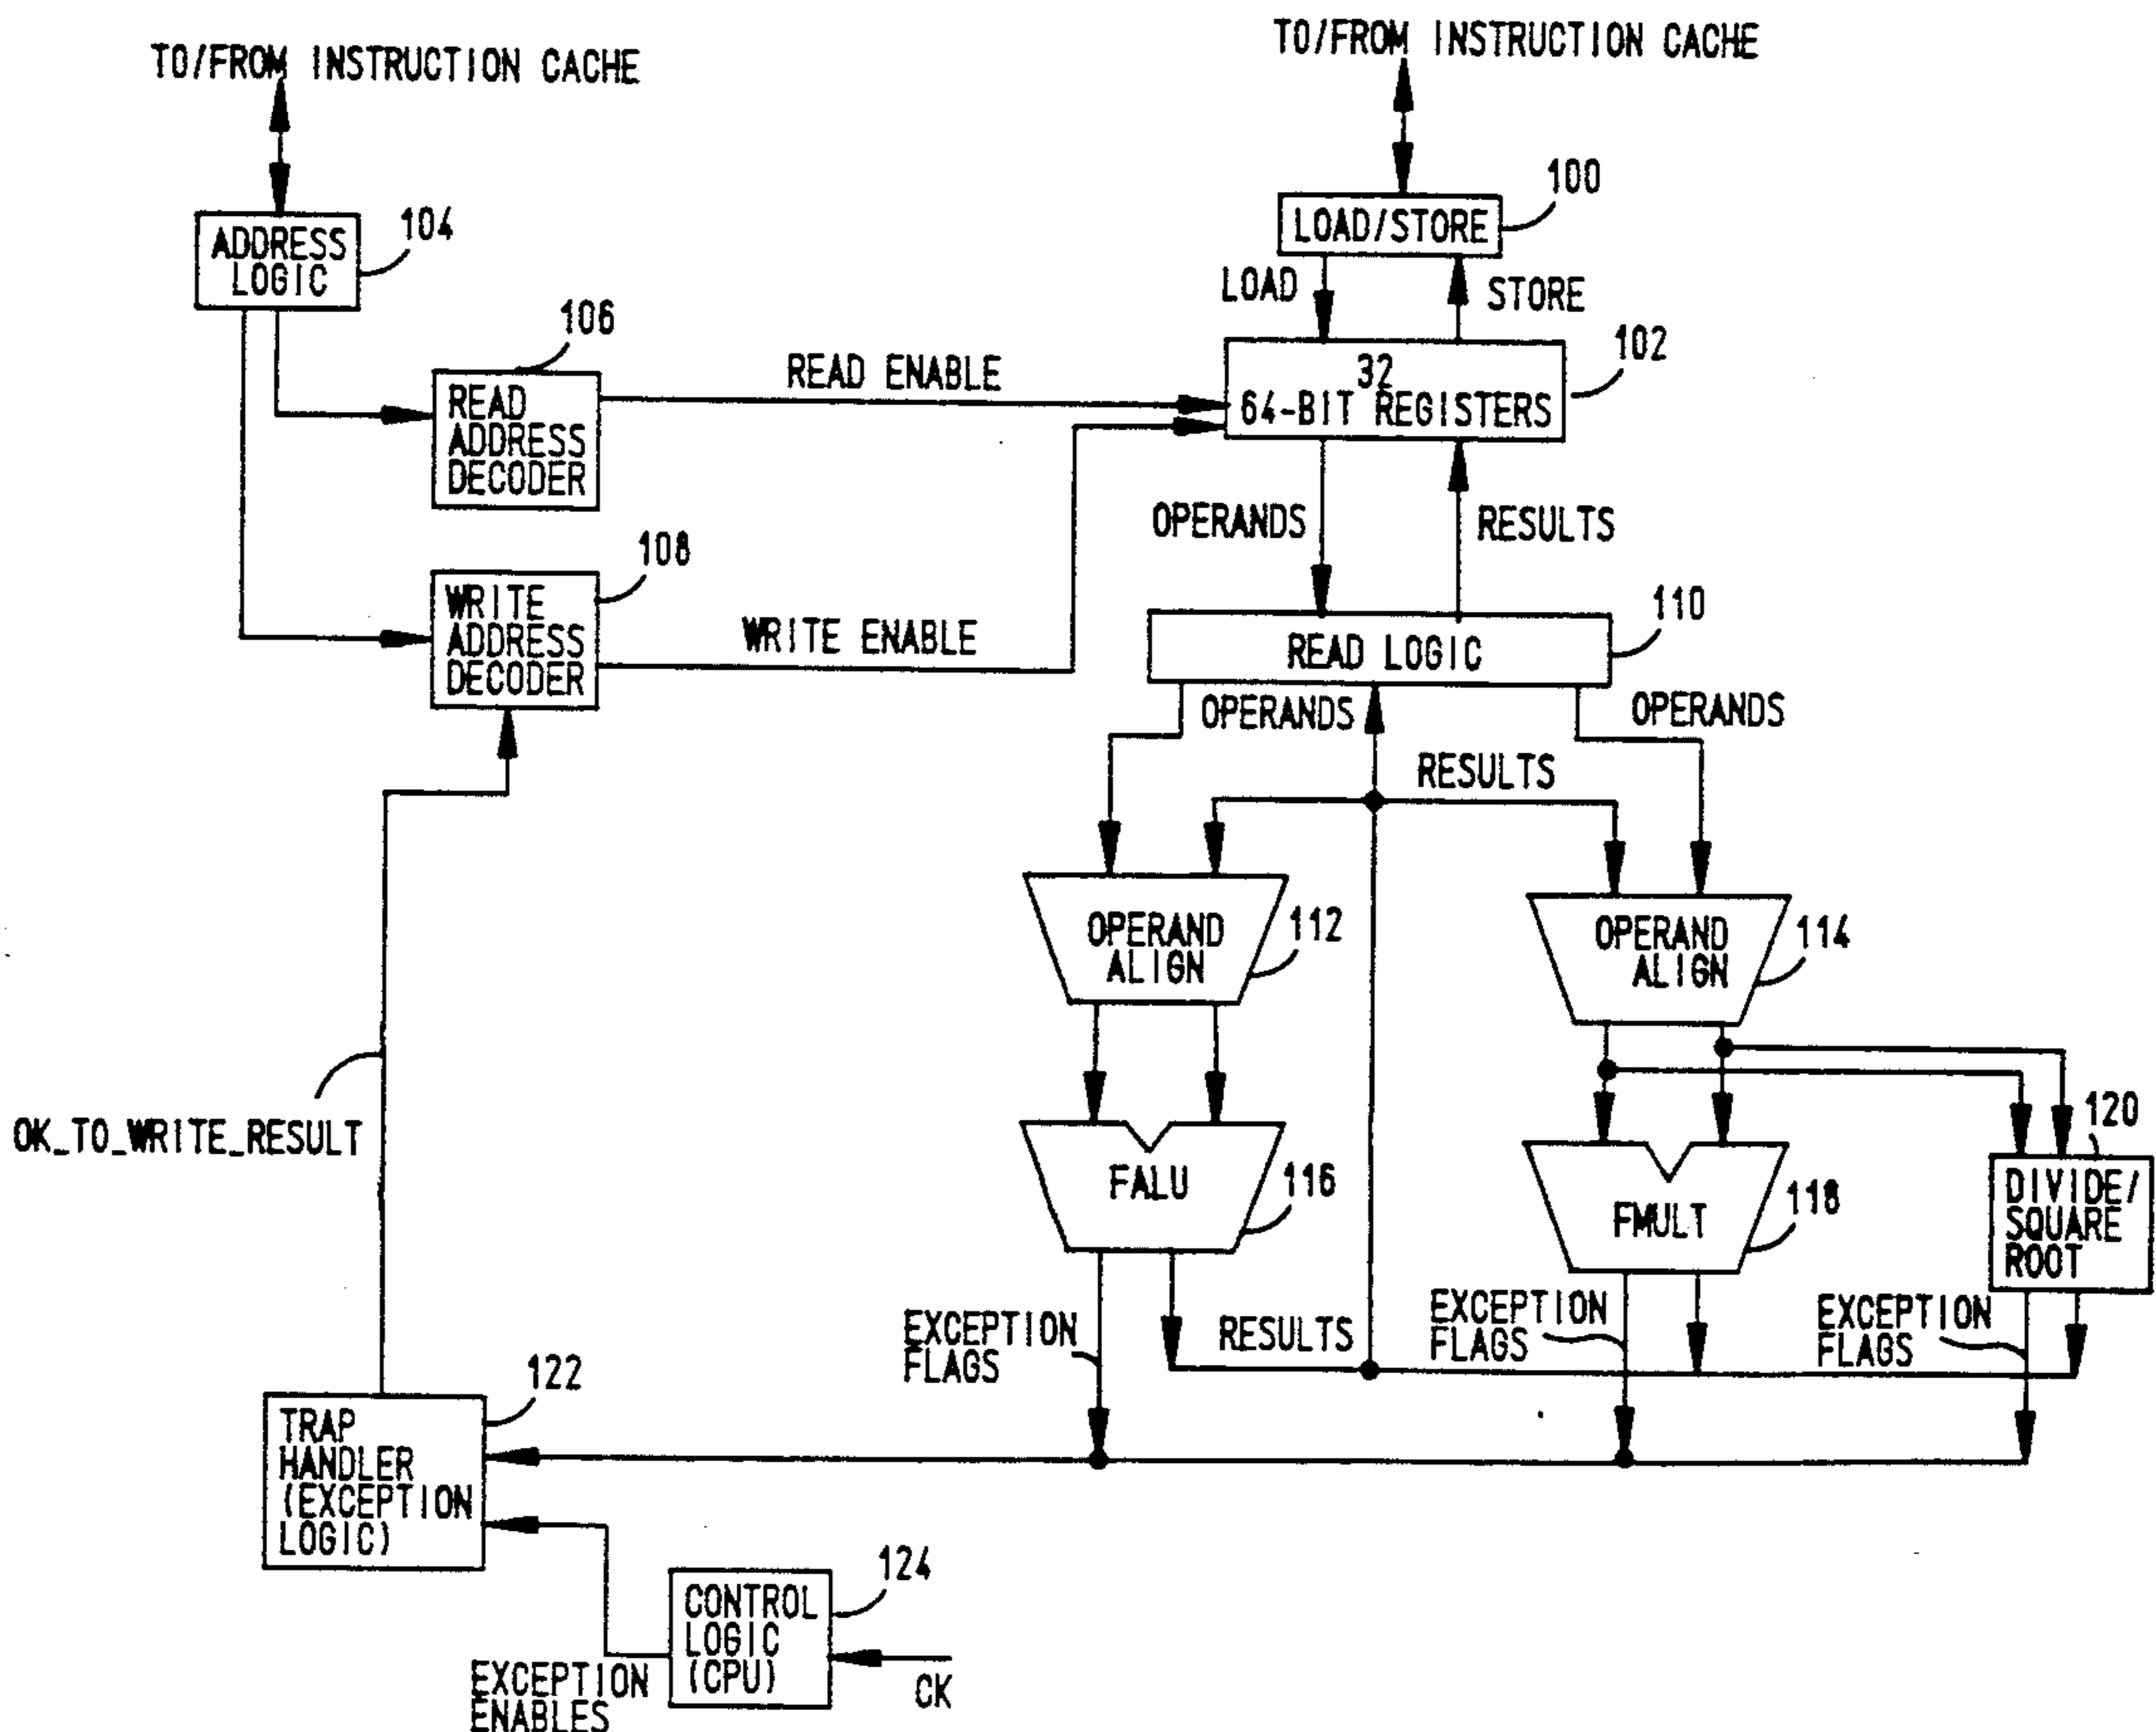 TO/FROM INSTRUCTION CACHE
TO/FROM INSTRUCTION CACHE
100
LOAD/STORE
104
ADDRESS
LOGIC
LOAD
STORE
106
READ ENABLE
102
32
64-BIT REGISTERS
READ
ADDRESS
DECODER
OPERANDS
RESULTS
108
WRITE
ADDRESS
DECODER
WRITE ENABLE
110
READ LOGIC
OPERANDS
OPERANDS
RESULTS
OPERAND
ALIGN
112
OPERAND
ALIGN
114
OK_TO_WRITE_RESULT
120
FALU
116
FMULT
118
DIVIDE/
SQUARE
ROOT
EXCEPTION
FLAGS
RESULTS
EXCEPTION
FLAGS
EXCEPTION
FLAGS
122
TRAP
HANDLER
(EXCEPTION
LOGIC)
124
CONTROL
LOGIC
(CPU)
EXCEPTION
ENABLES
CK